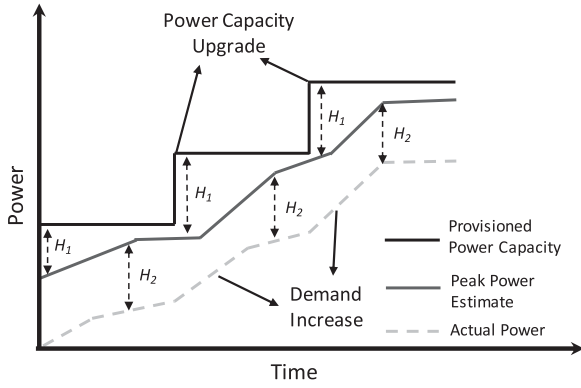 Power Capacity
Upgrade
H1
H1
H1
H2
H2
H2
Power
Provisioned
Power Capacity
Peak Power
Estimate
Actual Power
Demand
Increase
Time